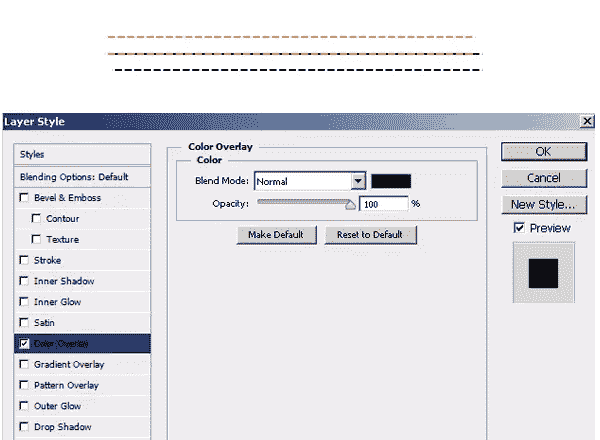 Layer Style
Styles
Blending Options: Default
Bevel & Emboss
Contour
Texture
Stroke
Inner Shadow
Inner Glow
Satin
Color Overlay
Gradient Overlay
Pattern Overlay
Outer Glow
Drop Shadow
Color Overlay
Color
Blend Mode: Normal
Opacity: 100 %
Make Default Reset to Default
OK
Cancel
New Style...
Preview